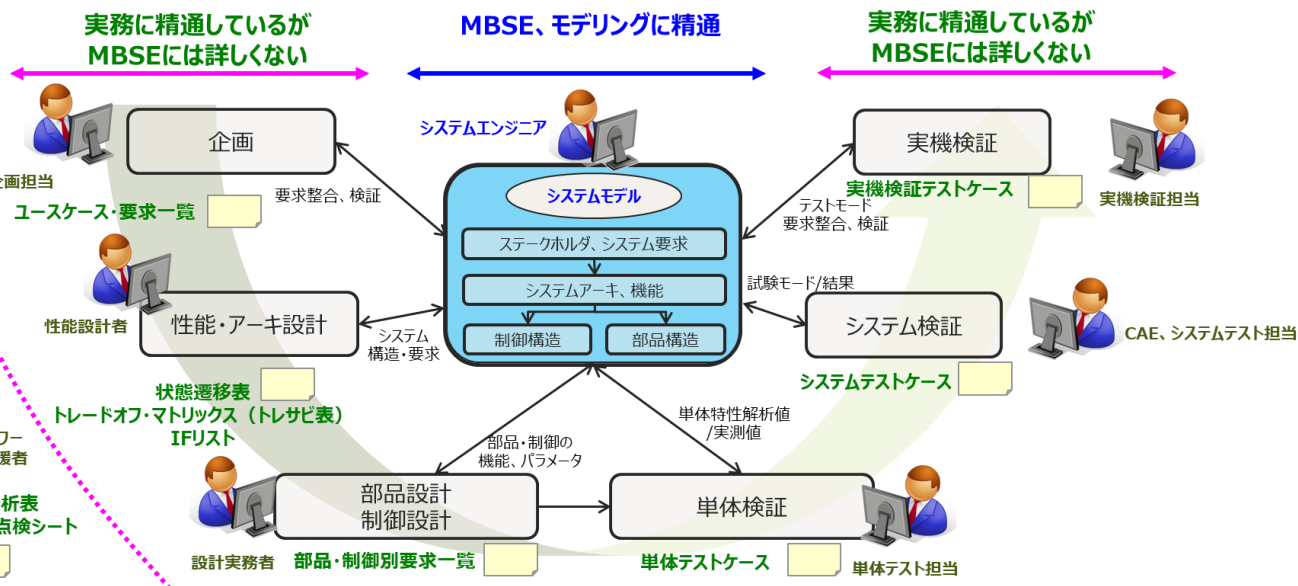 実務に精通しているが
MBSEには詳しくない
MBSE、モデリングに精通
実務に精通しているが
MBSEには詳しくない
システムエンジニア
企画
実機検証
企画担当
ユースケース・要求一覧
要求整合、検証
システムモデル
ステークホルダ、システム要求
システムアーキ、機能
制御構造
部品構造
実機検証テストケース
実機検証担当
テストモード
要求整合、検証
性能設計者
性能・アーキ設計
システム
構造・要求
試験モード/結果
システム検証
CAE、システムテスト担当
システムテストケース
状態遷移表
トレードオフ・マトリックス（トレサビ表）
IFリスト
部品・制御の
機能、パラメータ
単体特性解析値
/実測値
ワー
援者
析表
点検シート
部品設計
制御設計
単体検証
設計実務者
部品・制御別要求一覧
単体テストケース
単体テスト担当